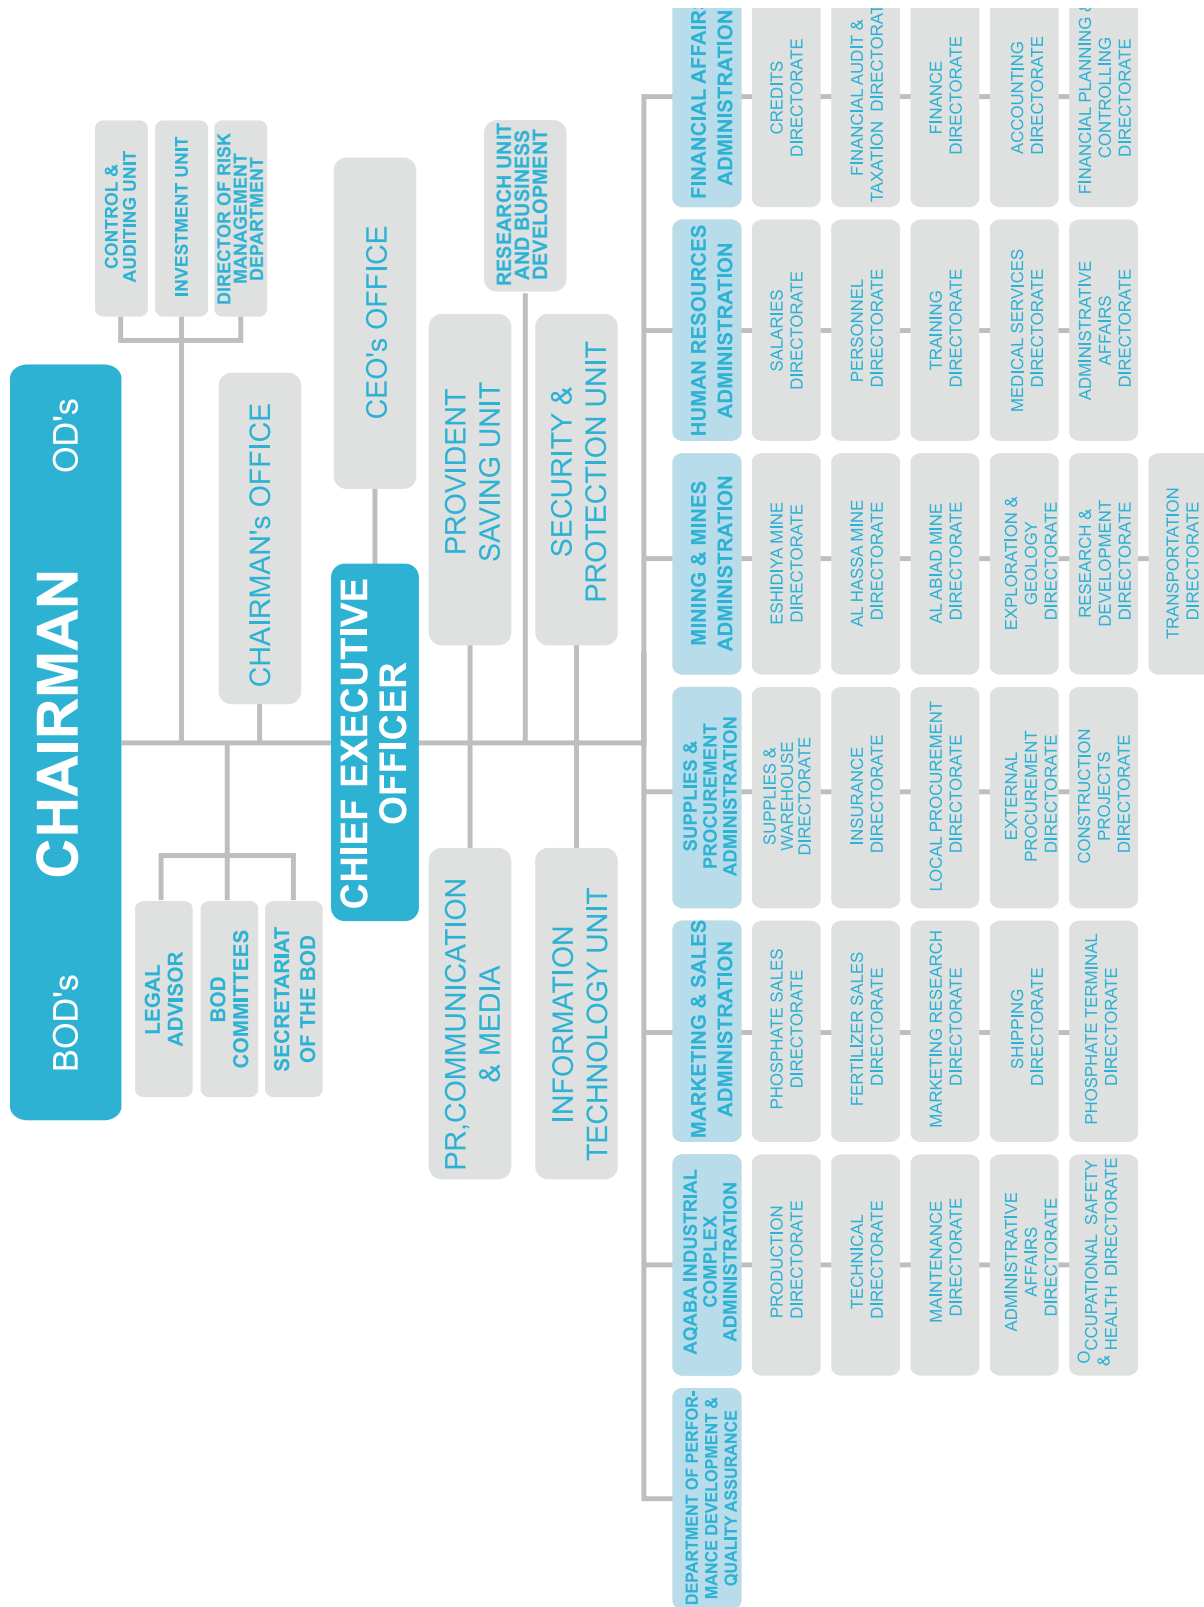 BOD's
CHAIRMAN
OD's
LEGAL
ADVISOR
BOD
COMMITTEES
SECRETARIAT
OF THE BOD
CONTROL &
AUDITING UNIT
INVESTMENT UNIT
DIRECTOR OF RISK
MANAGEMENT
DEPARTMENT
CHAIRMAN's OFFICE
CHIEF EXECUTIVE
OFFICER
CEO's OFFICE
PR,COMMUNICATION
& MEDIA
PROVIDENT
SAVING UNIT
RESEARCH UNIT
AND BUSINESS
DEVELOPMENT
INFORMATION
TECHNOLOGY UNIT
SECURITY &
PROTECTION UNIT
DEPARTMENT OF PERFOR-
MANCE DEVELOPMENT &
QUALITY ASSURANCE
AQABA INDUSTRIAL
COMPLEX
ADMINISTRATION
PRODUCTION
DIRECTORATE
TECHNICAL
DIRECTORATE
MAINTENANCE
DIRECTORATE
ADMINISTRATIVE
AFFAIRS
DIRECTORATE
OCCUPATIONAL SAFETY
& HEALTH DIRECTORATE
MARKETING & SALES
ADMINISTRATION
PHOSPHATE SALES
DIRECTORATE
FERTILIZER SALES
DIRECTORATE
MARKETING RESEARCH
DIRECTORATE
SHIPPING
DIRECTORATE
PHOSPHATE TERMINAL
DIRECTORATE
SUPPLIES &
PROCUREMENT
ADMINISTRATION
SUPPLIES &
WAREHOUSE
DIRECTORATE
INSURANCE
DIRECTORATE
LOCAL PROCUREMENT
DIRECTORATE
EXTERNAL
PROCUREMENT
DIRECTORATE
CONSTRUCTION
PROJECTS
DIRECTORATE
MINING & MINES
ADMINISTRATION
ESHIDIYA MINE
DIRECTORATE
AL HASSA MINE
DIRECTORATE
AL ABIAD MINE
DIRECTORATE
EXPLORATION &
GEOLOGY
DIRECTORATE
RESEARCH &
DEVELOPMENT
DIRECTORATE
TRANSPORTATION
DIRECTORATE
HUMAN RESOURCES
ADMINISTRATION
SALARIES
DIRECTORATE
PERSONNEL
DIRECTORATE
TRAINING
DIRECTORATE
MEDICAL SERVICES
DIRECTORATE
ADMINISTRATIVE
AFFAIRS
DIRECTORATE
FINANCIAL AFFAIRS
ADMINISTRATION
CREDITS
DIRECTORATE
FINANCIAL AUDIT &
TAXATION DIRECTORAT
FINANCE
DIRECTORATE
ACCOUNTING
DIRECTORATE
FINANCIAL PLANNING &
CONTROLLING
DIRECTORATE